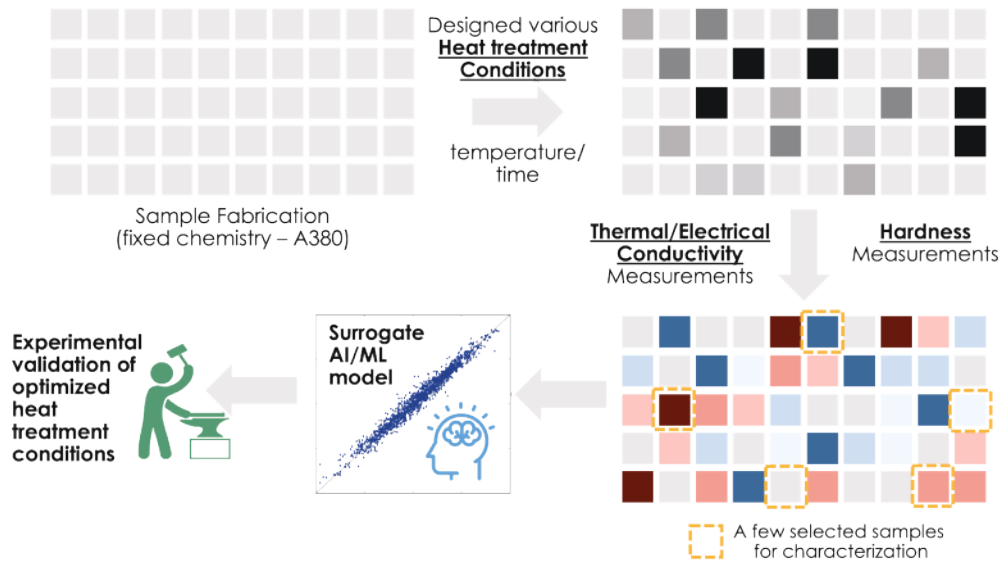 Designed various
Heat treatment
Conditions
temperature/
time
Sample Fabrication
(fixed chemistry – A380)
Thermal/Electrical
Conductivity
Measurements
Hardness
Measurements
Surrogate
AI/ML
model
Experimental
validation of
optimized
heat
treatment
conditions
A few selected samples
for characterization